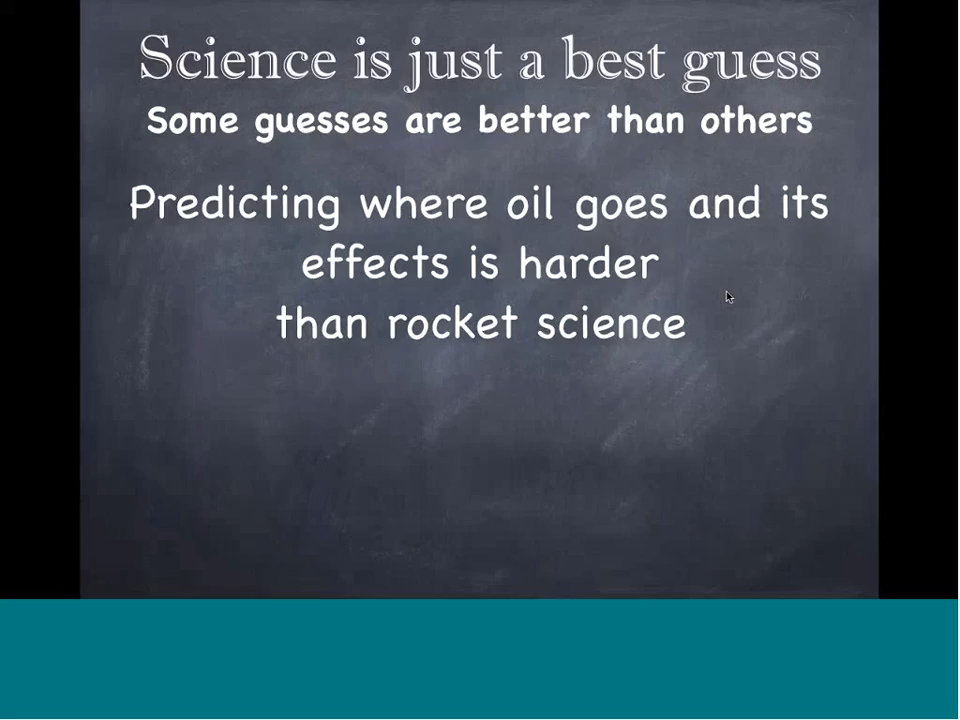 Science is just a best guess
Some guesses are better than others
Predicting where oil goes and its
effects is harder
than rocket science